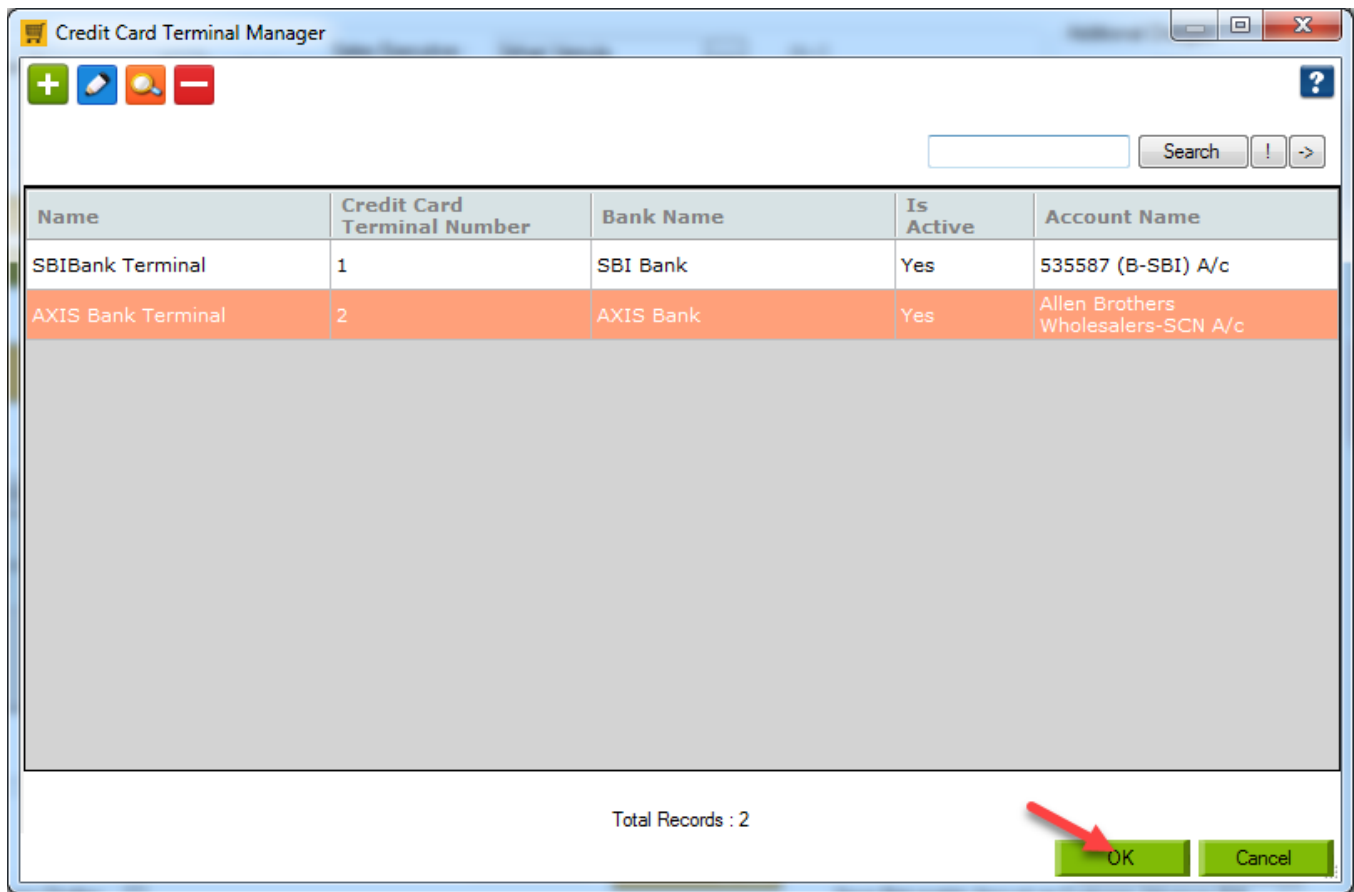 Credit Card Terminal Manager
?
Search ! ->
Name
Credit Card
Terminal Number
Bank Name
Is
Active
Account Name
SBIBank Terminal 1 SBI Bank Yes 535587 (B-SBI) A/c
AXIS Bank Terminal 2 AXIS Bank Yes Allen Brothers
Wholesalers-SCN A/c
Total Records : 2
OK Cancel